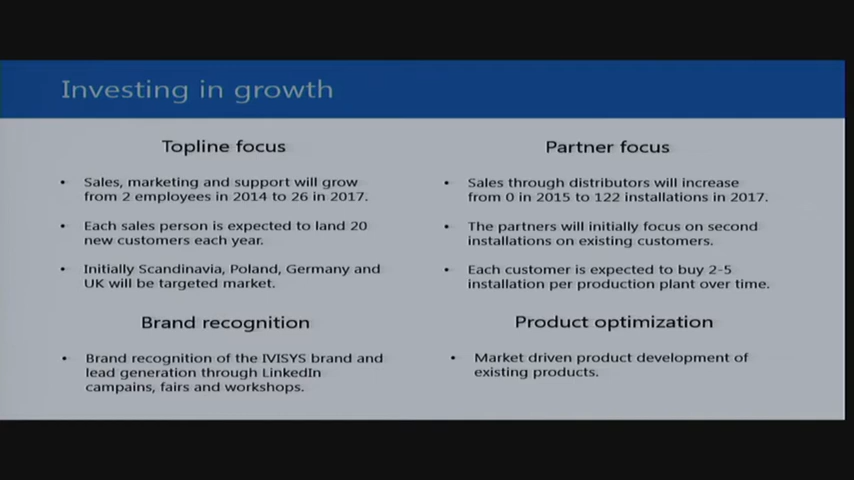 Investing in growth
Topline focus
• Sales, marketing and support will grow
from 2 employees in 2014 to 26 in 2017.
• Each sales person is expected to land 20
new customers each year.
• Initially Scandinavia, Poland, Germany and
UK will be targeted market.
Brand recognition
• Brand recognition of the IVISYS brand and
lead generation through LinkedIn
campains, fairs and workshops.
Partner focus
• Sales through distributors will increase
from 0 in 2015 to 122 installations in 2017.
• The partners will initially focus on second
installations on existing customers.
• Each customer is expected to buy 2-5
installation per production plant over time.
Product optimization
• Market driven product development of
existing products.